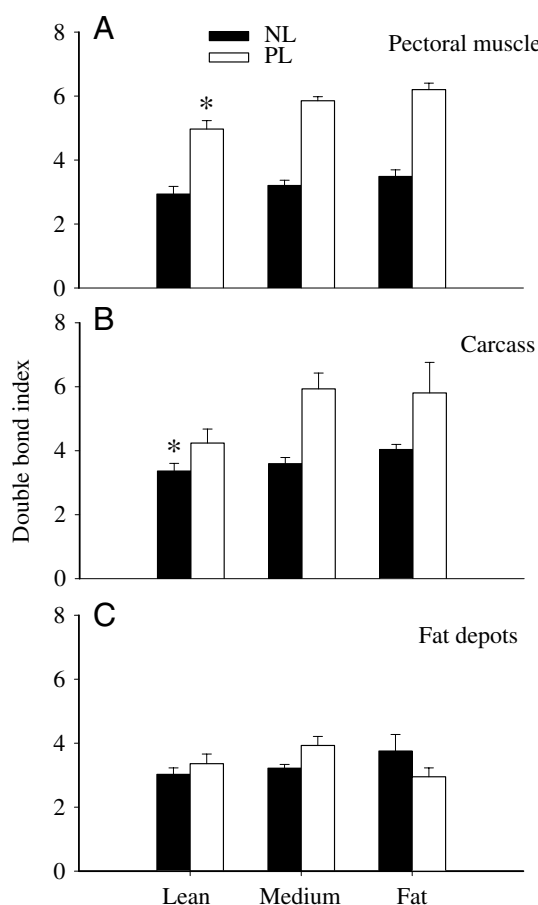 A
NL
PL
Pectoral muscle
8
6
*
4
2
0
B
Carcass
8
6
*
4
2
0
Double bond index
C
Fat depots
8
6
4
2
0
Lean Medium Fat